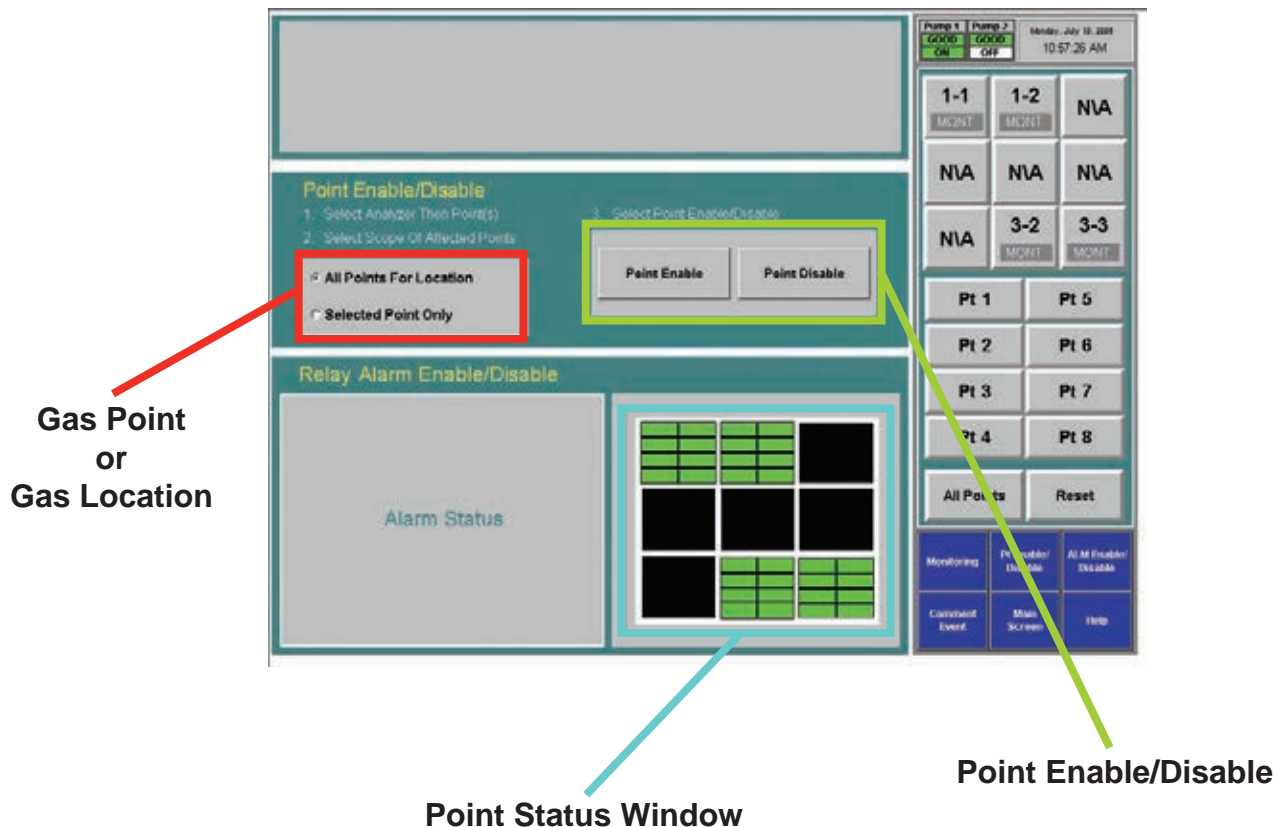 Pump 1 Pump 2
GOOD GOOD
ON OFF
10:57:26 AM
1-1 1-2 N\A
MONT MONT
N\A N\A N\A
N\A 3-2 3-3
MONT MONT
Point Enable/Disable
1. Select Analyzer Then Point(s)
2. Select Scope Of Affected Points
3. Select Point Enable/Disable
All Points For Location
Selected Point Only
Point Enable Point Disable
Pt 1 Pt 5
Pt 2 Pt 6
Pt 3 Pt 7
Pt 4 Pt 8
All Points Reset
Relay Alarm Enable/Disable
Alarm Status
Monitoring
ALM Enable/
Disable
Comment
Event
Main
Screen
Help
Gas Point
or
Gas Location
Point Enable/Disable
Point Status Window